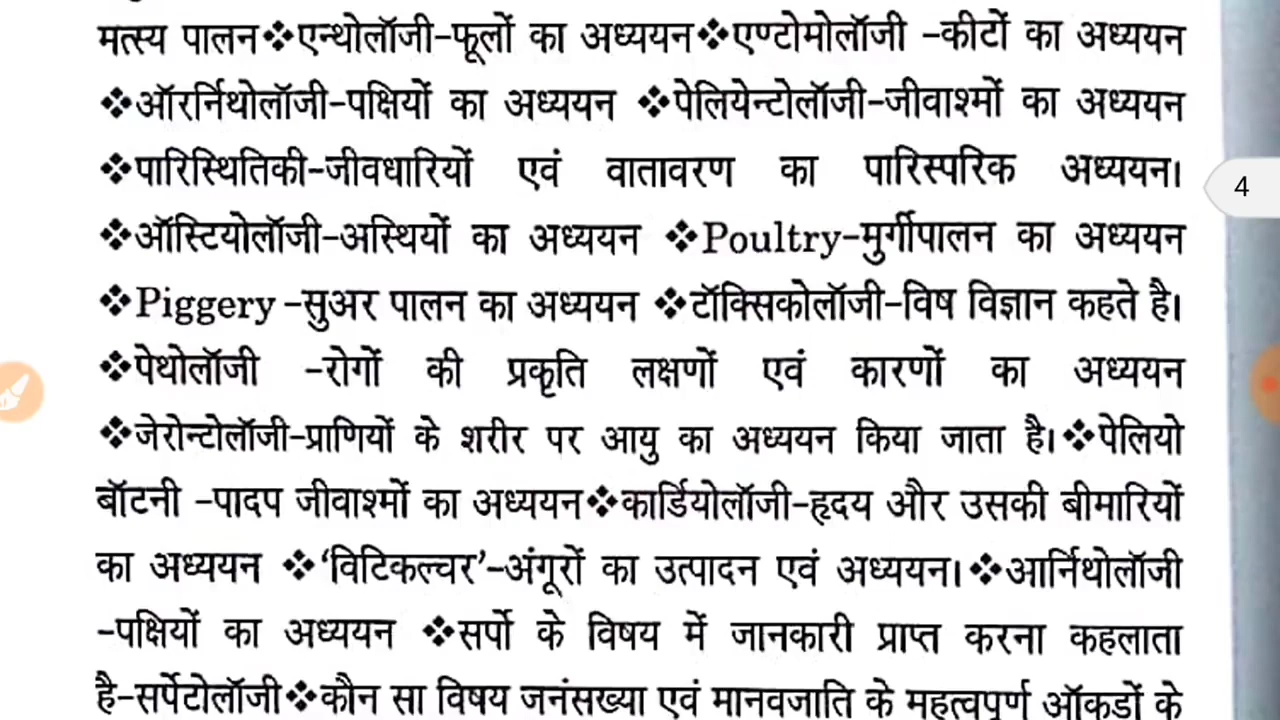 मत्स्य पालन❖एन्थोलॉजी-फूलों का अध्ययन❖एण्टोमोलॉजी -कीटों का अध्ययन
❖ऑरर्निथोलॉजी-पक्षियों का अध्ययन ❖पेलियेन्टोलॉजी-जीवाश्मों का अध्ययन
❖पारिस्थितिकी-जीवधारियों एवं वातावरण का पारिस्परिक अध्ययन।
4
❖ऑस्टियोलॉजी-अस्थियों का अध्ययन ❖Poultry-मुर्गीपालन का अध्ययन
❖Piggery -सुअर पालन का अध्ययन ❖टॉक्सिकोलॉजी-विष विज्ञान कहते है।
❖पेथोलॉजी -रोगों की प्रकृति लक्षणों एवं कारणों का अध्ययन
❖जेरोन्टोलॉजी-प्राणियों के शरीर पर आयु का अध्ययन किया जाता है।❖पेलियो
बॉटनी -पादप जीवाश्मों का अध्ययन❖कार्डियोलॉजी-हृदय और उसकी बीमारियों
का अध्ययन ❖‘विटिकल्चर’-अंगूरों का उत्पादन एवं अध्ययन।❖आर्निथोलॉजी
-पक्षियों का अध्ययन ❖सर्पो के विषय में जानकारी प्राप्त करना कहलाता
है-सर्पेटोलॉजी❖कौन सा विषय जनंसख्या एवं मानवजाति के महत्वपूर्ण ऑकडों के